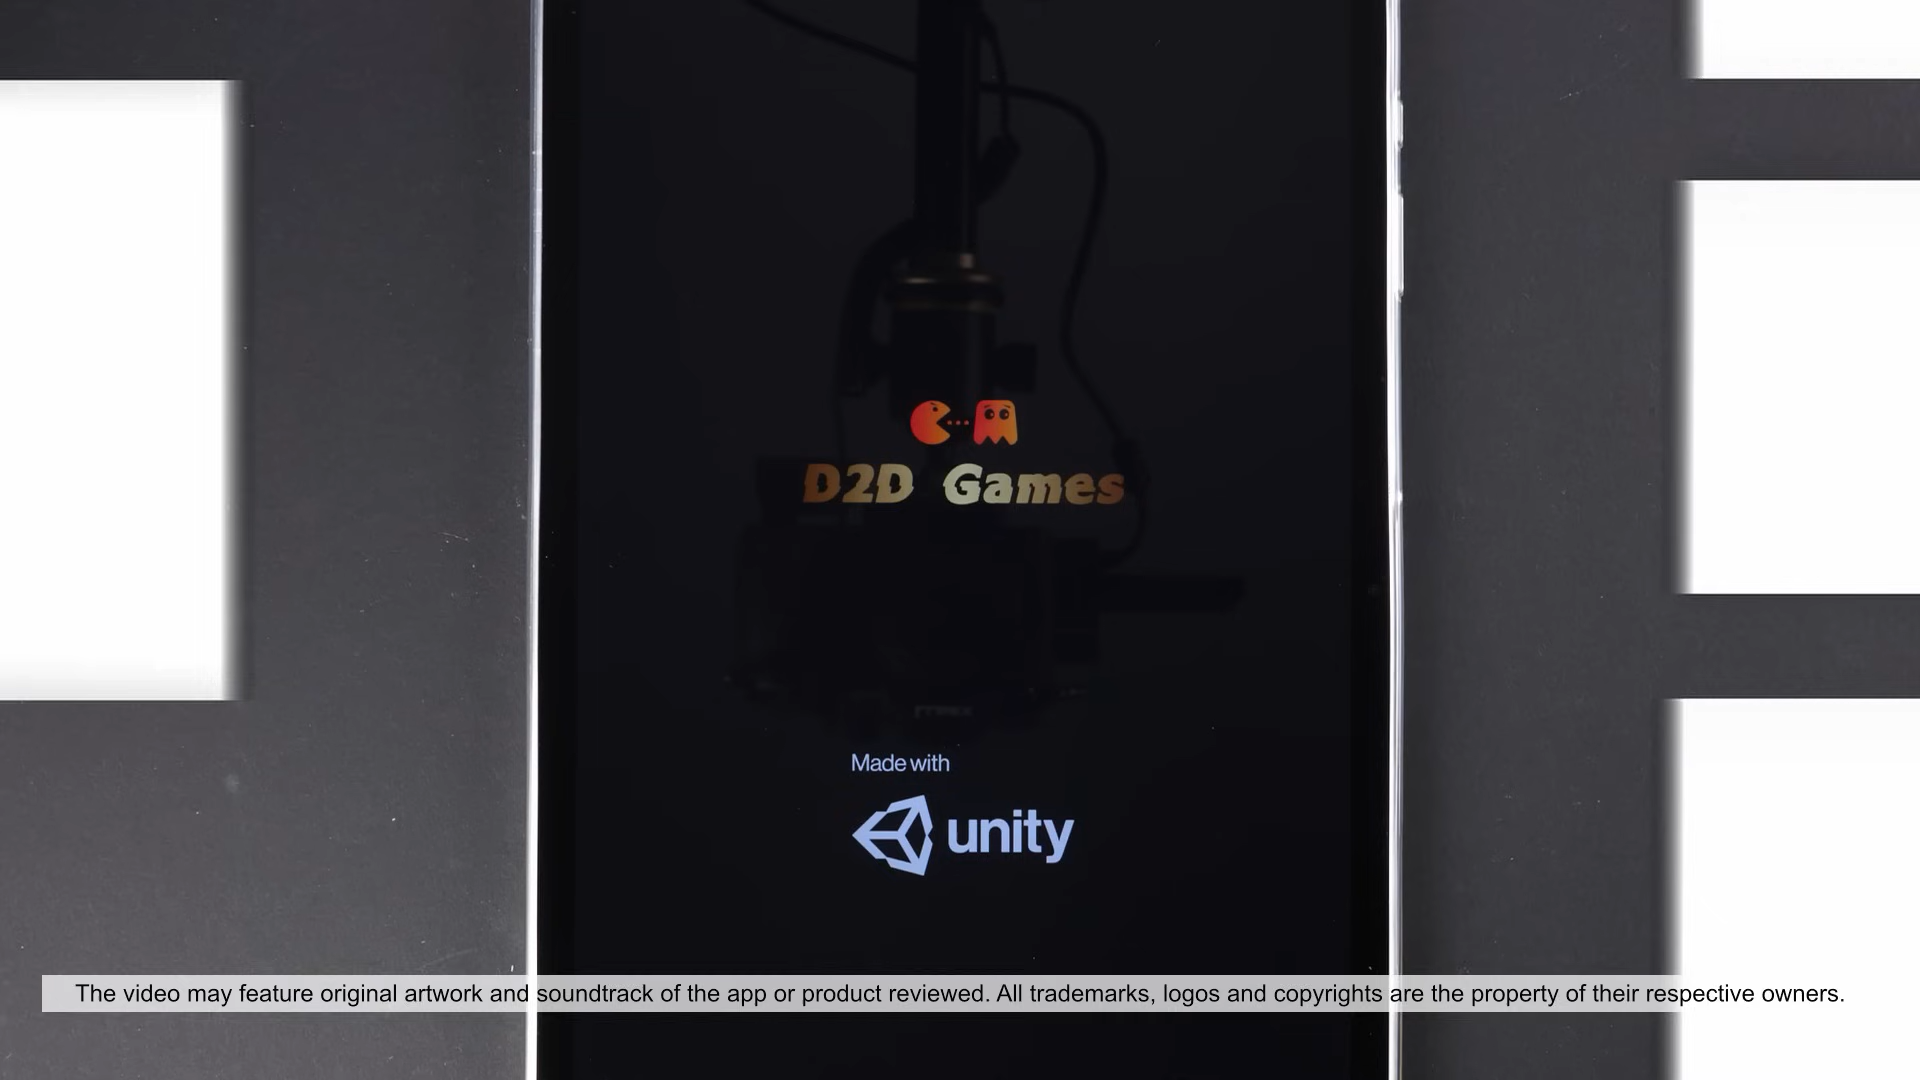 D2D Games
Made with
unity
The video may feature original artwork and soundtrack of the app or product reviewed. All trademarks, logos and copyrights are the property of their respective owners.